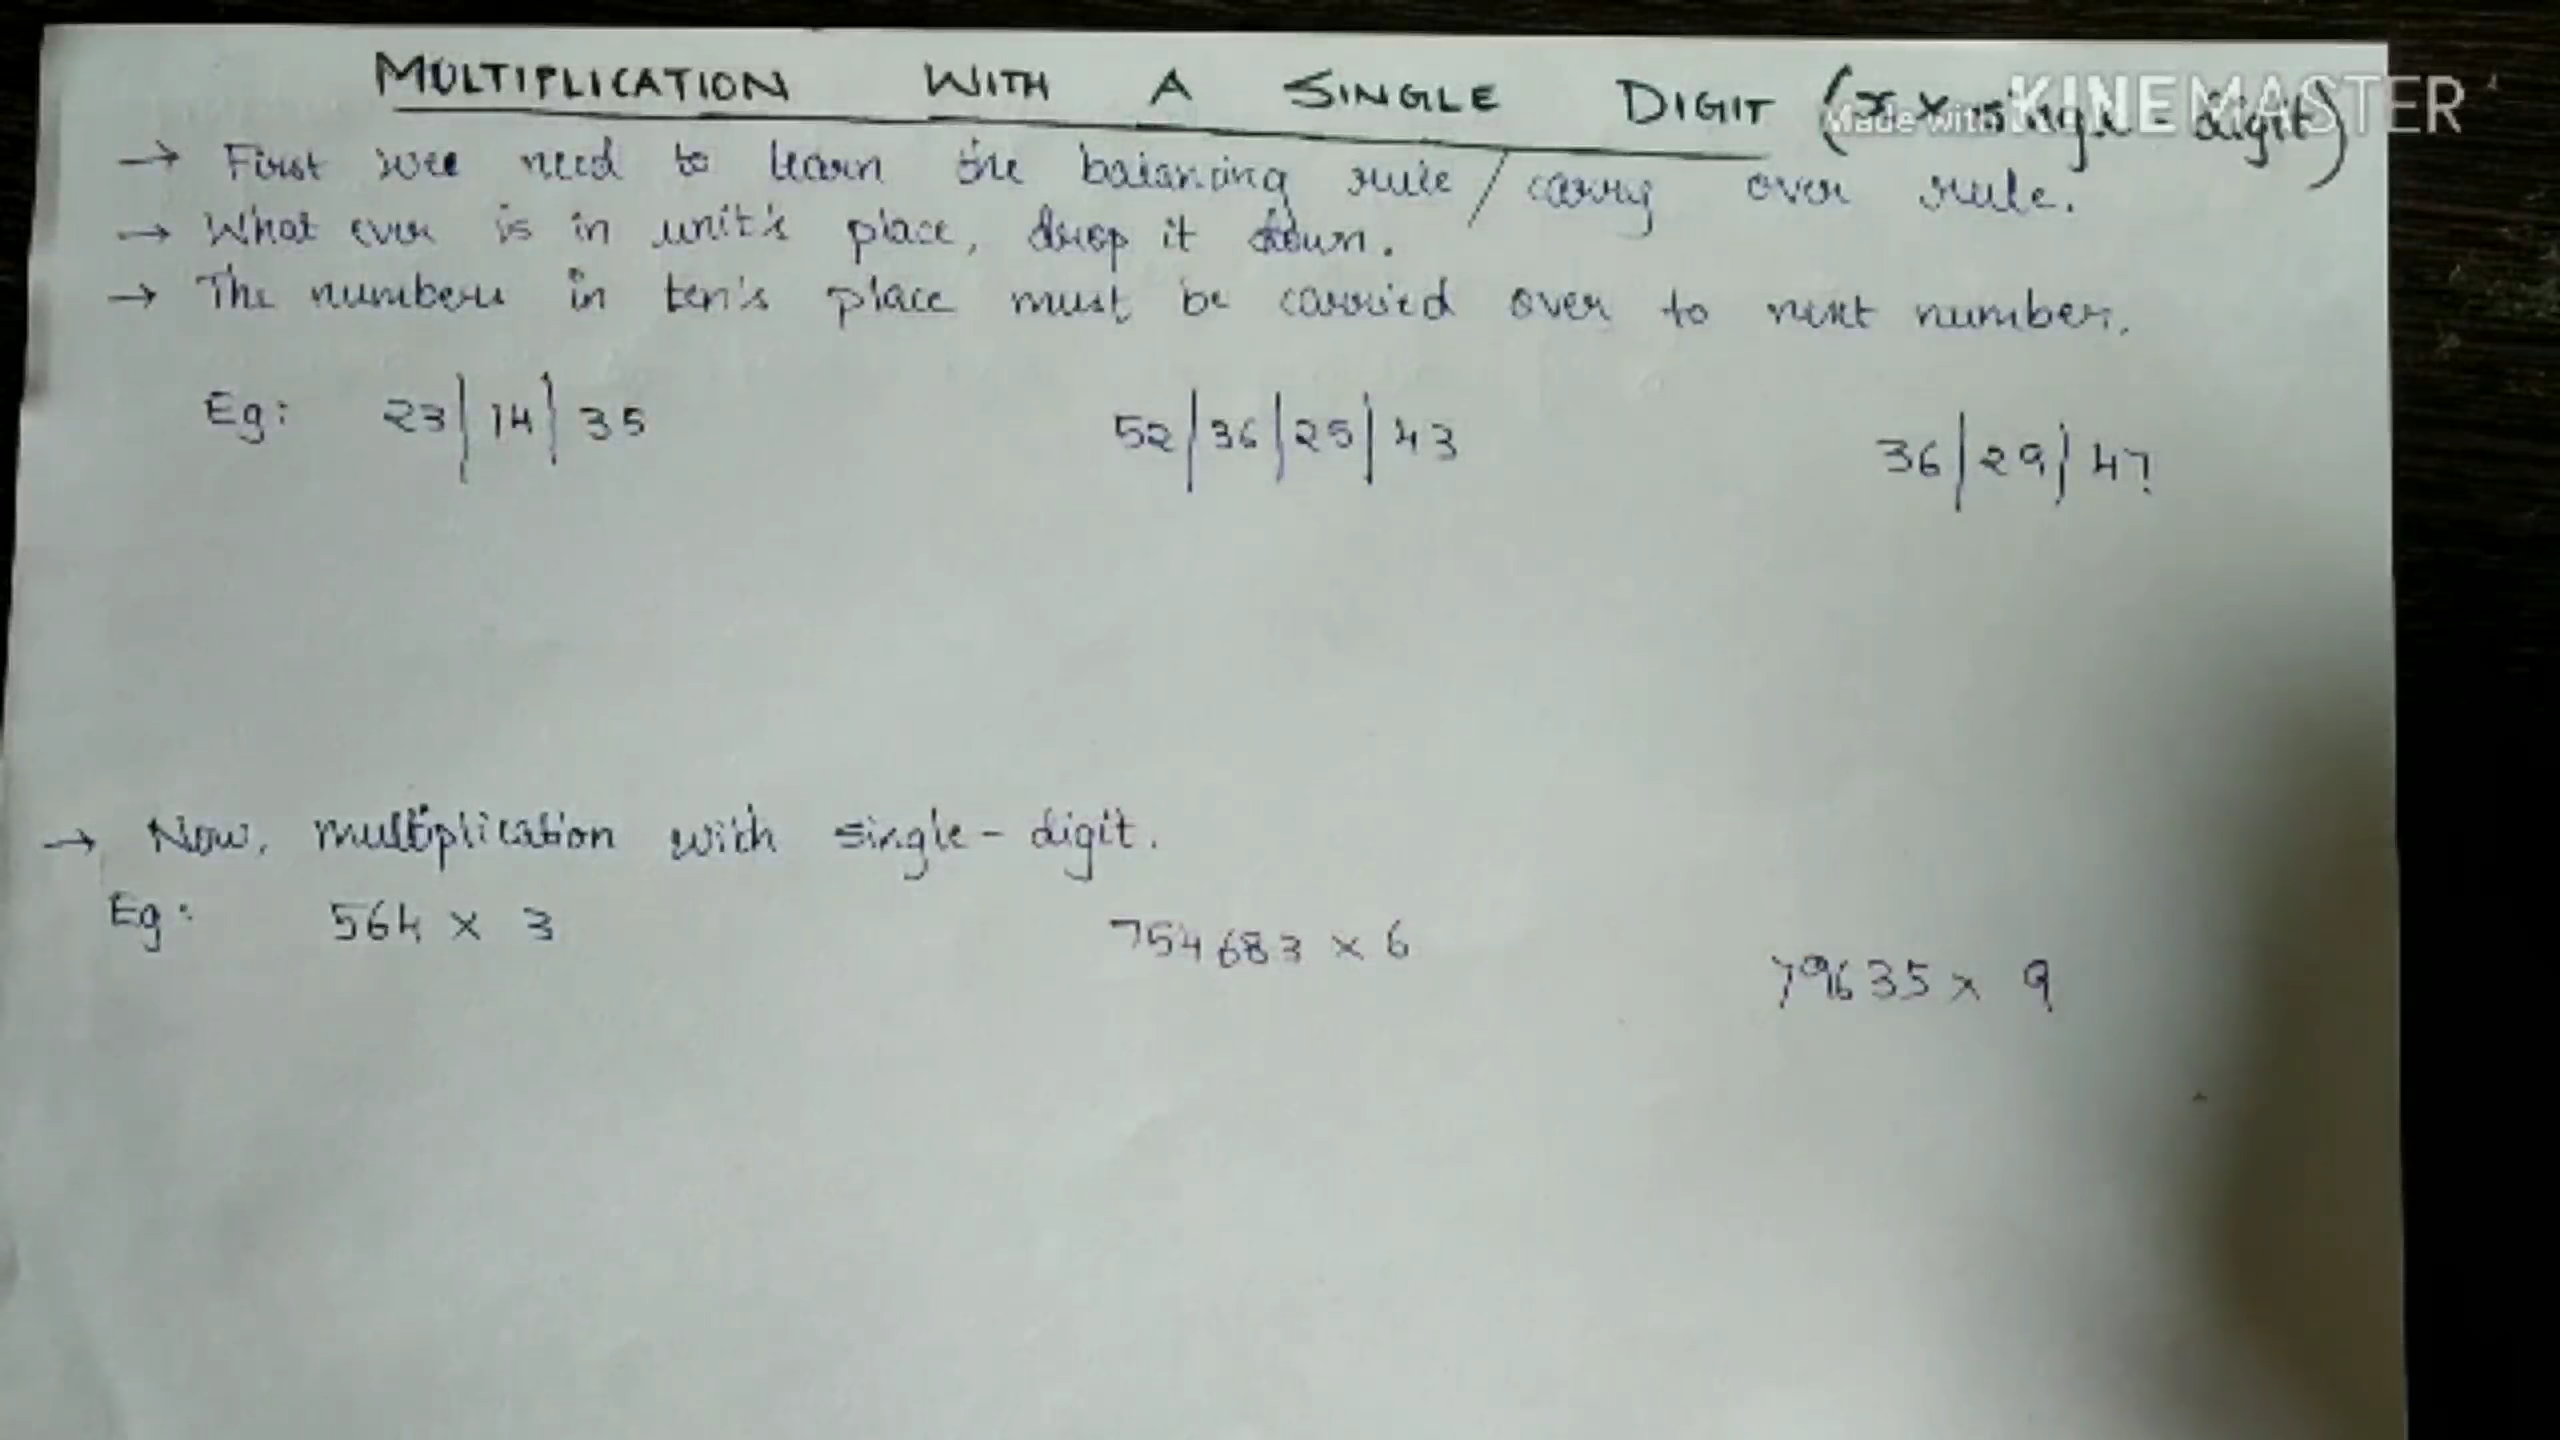 MULTIPLICATION WITH A SINGLE DIGIT (x × single-digit)
Made with KINEMASTER
→ First wee need to learn the balancing rule / carry over rule.
→ What ever is in unit's place, drop it down.
→ The numbers in ten's place must be carried over to next number.
Eg: 23 | 14 | 35 52 | 36 | 25 | 43 36 | 29 | 47
→ Now, multiplication with single-digit.
Eg: 564 × 3 754683 × 6 79635 × 9